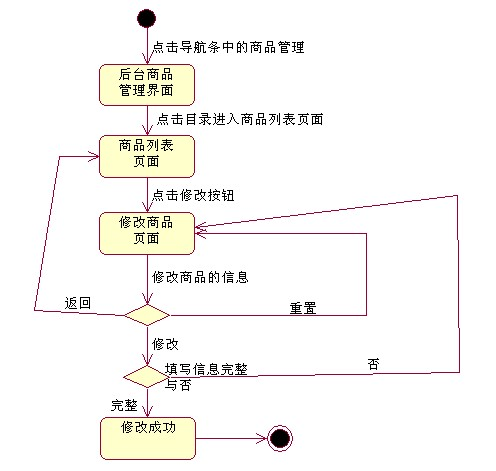 点击导航条中的商品管理
后台商品
管理界面
点击目录进入商品列表页面
商品列表
页面
点击修改按钮
修改商品
页面
修改商品的信息
返回
重置
修改
填写信息完整
与否
否
完整
修改成功